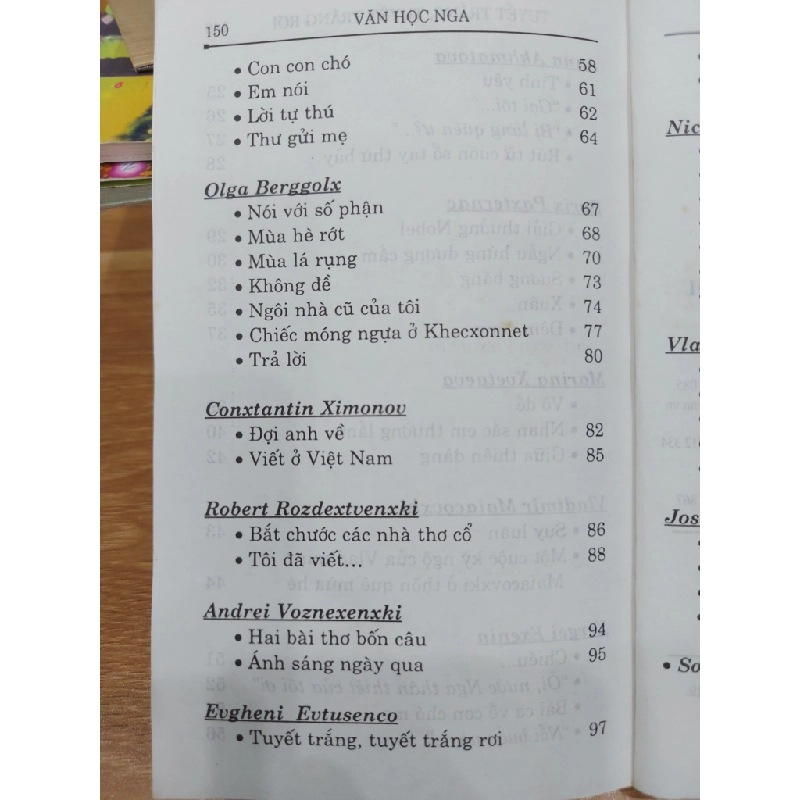 150
VĂN HỌC NGA
• Con con chó 58
• Em nói 61
• Lời tự thú 62
• Thư gửi mẹ 64
Olga Berggolx
• Nói với số phận 67
• Mùa hè rớt 68
• Mùa lá rụng 70
• Không đề 73
• Ngôi nhà cũ của tôi 74
• Chiếc móng ngựa ở Khecxonnet 77
• Trả lời 80
Conxtantin Ximonov
• Đợi anh về 82
• Viết ở Việt Nam 85
Robert Rozdextvenxki
• Bắt chước các nhà thơ cổ 86
• Tôi đã viết... 88
Andrei Voznexenxki
• Hai bài thơ bốn câu 94
• Ánh sáng ngày qua 95
Evgheni Evtusenco
• Tuyết trắng, tuyết trắng rơi 97
Nic
Vla
Jos
• So